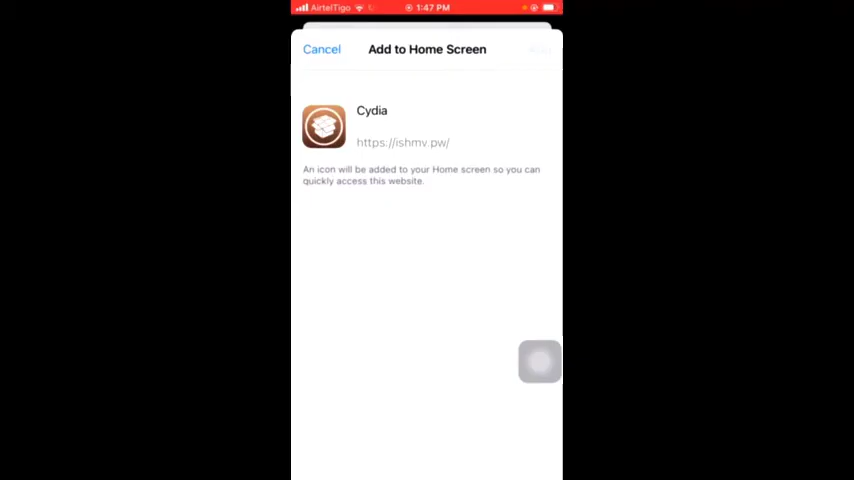 AirtelTigo
1:47 PM
Cancel
Add to Home Screen
Cydia
https://ishmv.pw/
An icon will be added to your Home screen so you can
quickly access this website.